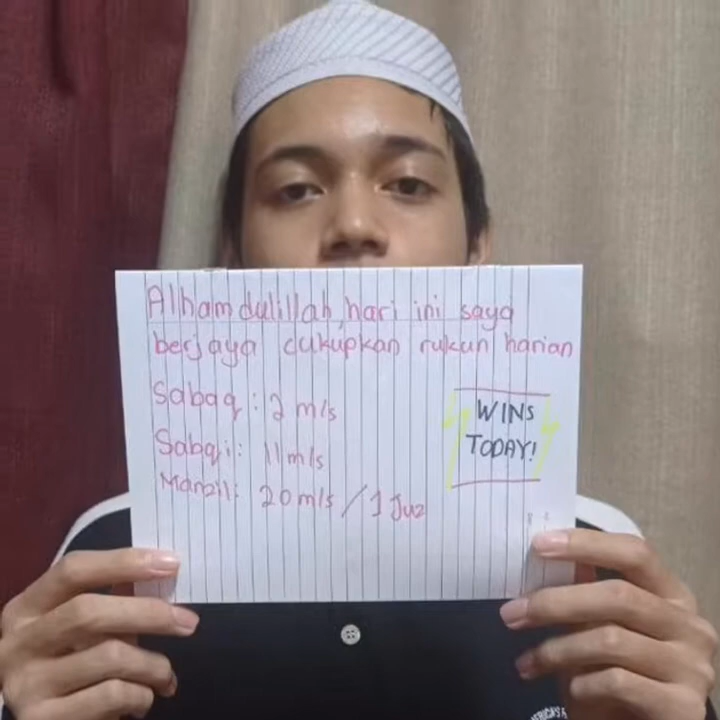 Alhamdulillah, hari ini saya
berjaya cukupkan rukun harian
Sabaq : 2 m/s
Sabqi : 11 m/s
Manzil : 20 m/s / 1 Juz
WINS
TODAY!